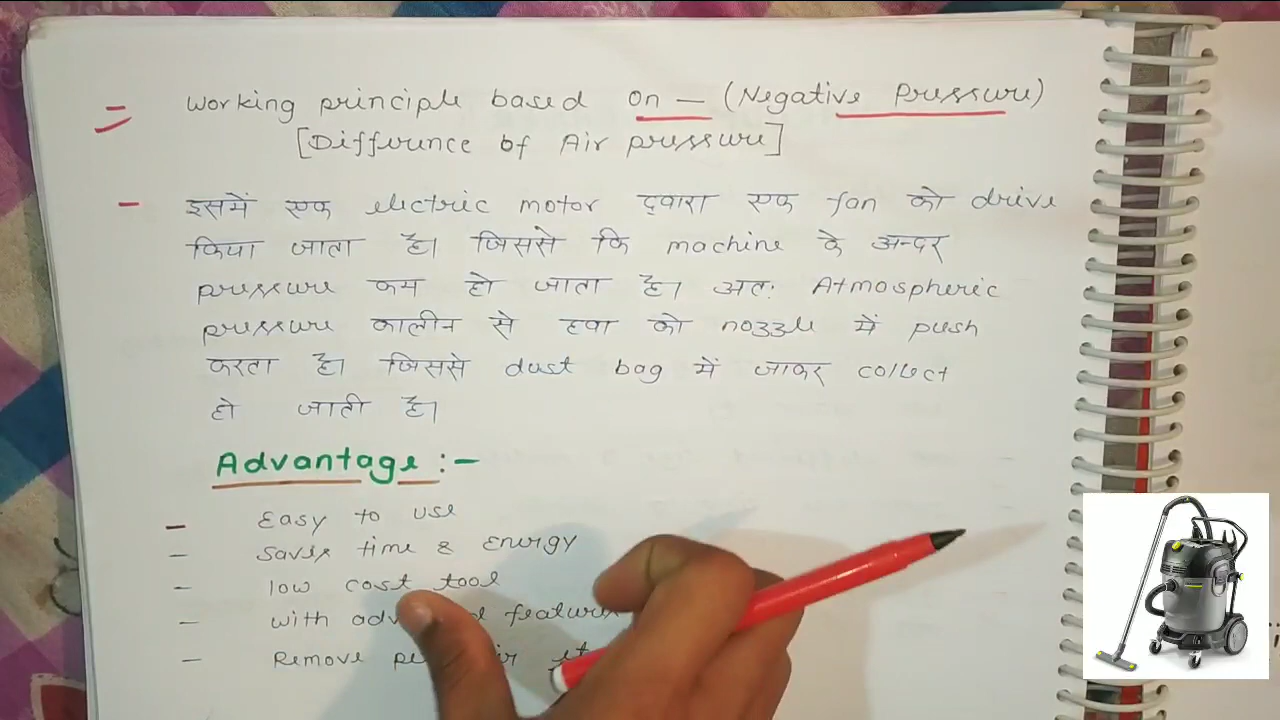 Working principle based on — (Negative Pressure)
[Difference of Air pressure]
- इसमें एक electric motor द्वारा एक fan को drive
किया जाता है। जिससे कि machine के अन्दर
pressure कम हो जाता है। अतः Atmospheric
pressure कालीन से हवा को nozzle में push
करता है। जिससे dust bag में जाकर collect
हो जाती है।
Advantage :-
- Easy to use
- Saves time & Energy
- low cost tool
- with feature
- Remove